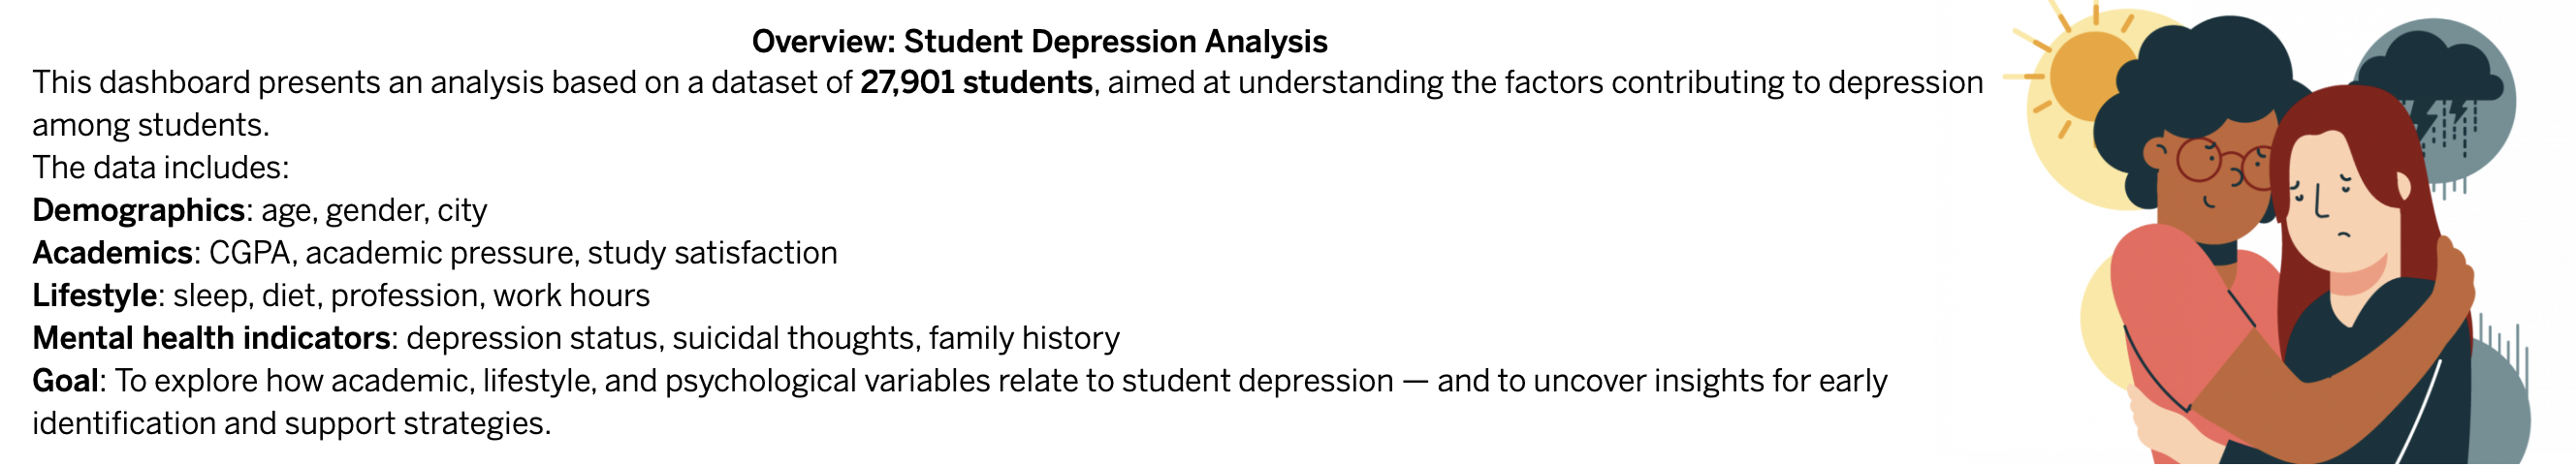 Overview: Student Depression Analysis
This dashboard presents an analysis based on a dataset of 27,901 students, aimed at understanding the factors contributing to depression
among students.
The data includes:
Demographics: age, gender, city
Academics: CGPA, academic pressure, study satisfaction
Lifestyle: sleep, diet, profession, work hours
Mental health indicators: depression status, suicidal thoughts, family history
Goal: To explore how academic, lifestyle, and psychological variables relate to student depression — and to uncover insights for early
identification and support strategies.